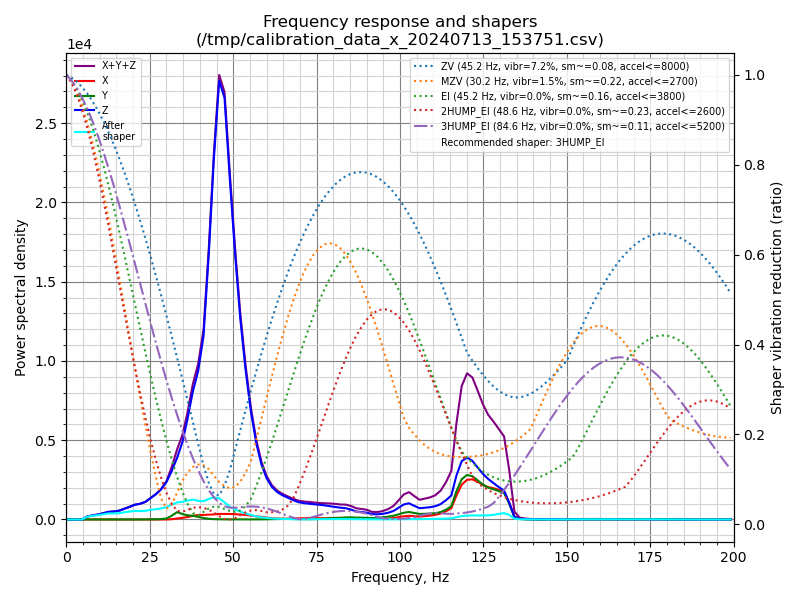 Frequency response and shapers
(/tmp/calibration_data_x_20240713_153751.csv)
1e4
X+Y+Z
X
Y
Z
After
shaper
ZV (45.2 Hz, vibr=7.2%, sm~=0.08, accel<=8000)
MZV (30.2 Hz, vibr=1.5%, sm~=0.22, accel<=2700)
EI (45.2 Hz, vibr=0.0%, sm~=0.16, accel<=3800)
2HUMP_EI (48.6 Hz, vibr=0.0%, sm~=0.23, accel<=2600)
3HUMP_EI (84.6 Hz, vibr=0.0%, sm~=0.11, accel<=5200)
Recommended shaper: 3HUMP_EI
Power spectral density
2.5
2.0
1.5
1.0
0.5
0.0
1.0
0.8
0.6
0.4
0.2
0.0
Shaper vibration reduction (ratio)
0 25 50 75 100 125 150 175 200
Frequency, Hz